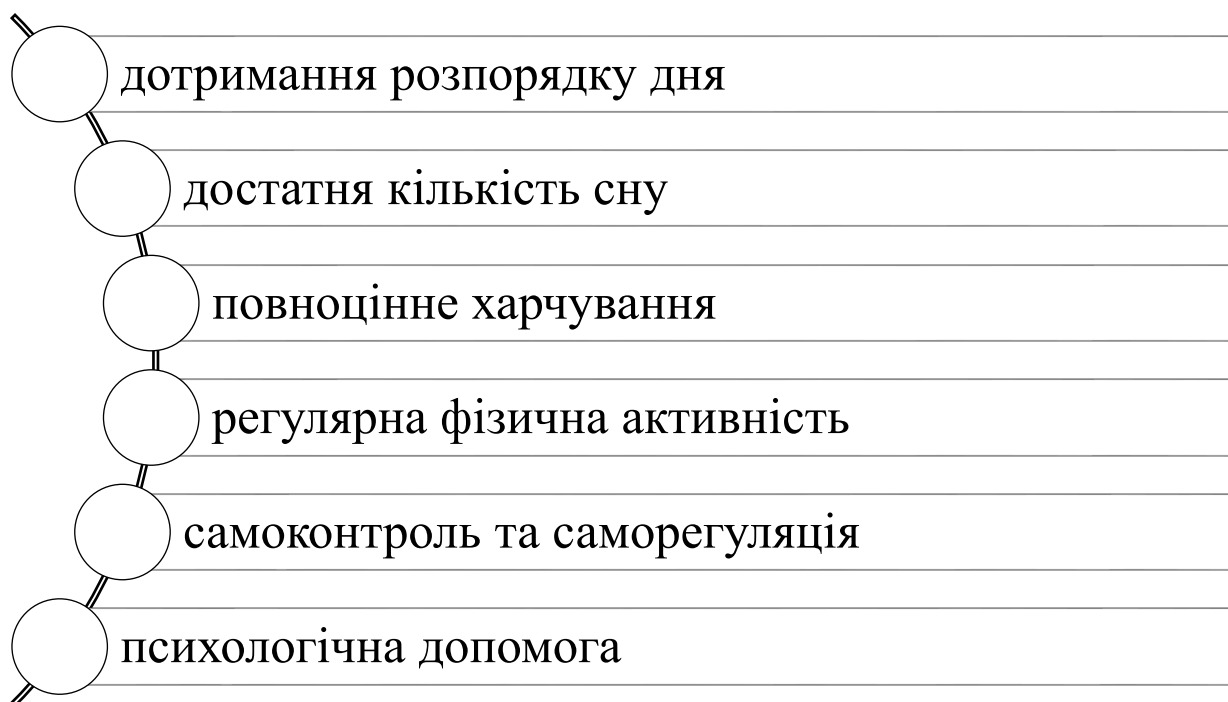 дотримання розпорядку дня
достатня кількість сну
повноцінне харчування
регулярна фізична активність
самоконтроль та саморегуляція
психологічна допомога